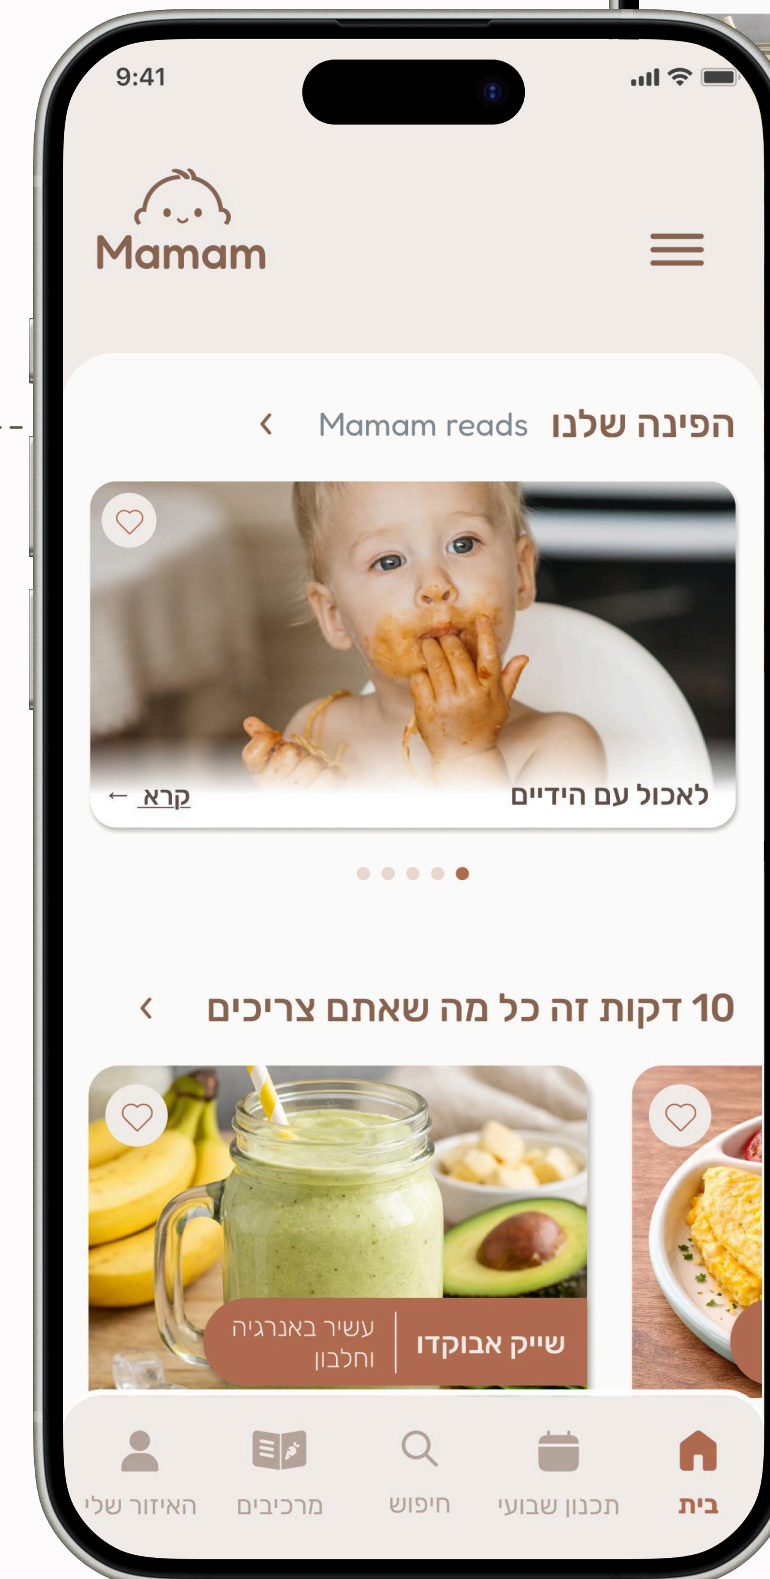 9:41
Mamam
הפינה שלנו Mamam reads
לאכול עם הידיים
קרא ←
10 דקות זה כל מה שאתם צריכים
שייק אבוקדו
עשיר באנרגיה
וחלבון
בית
תכנון שבועי
חיפוש
מרכיבים
האיזור שלי